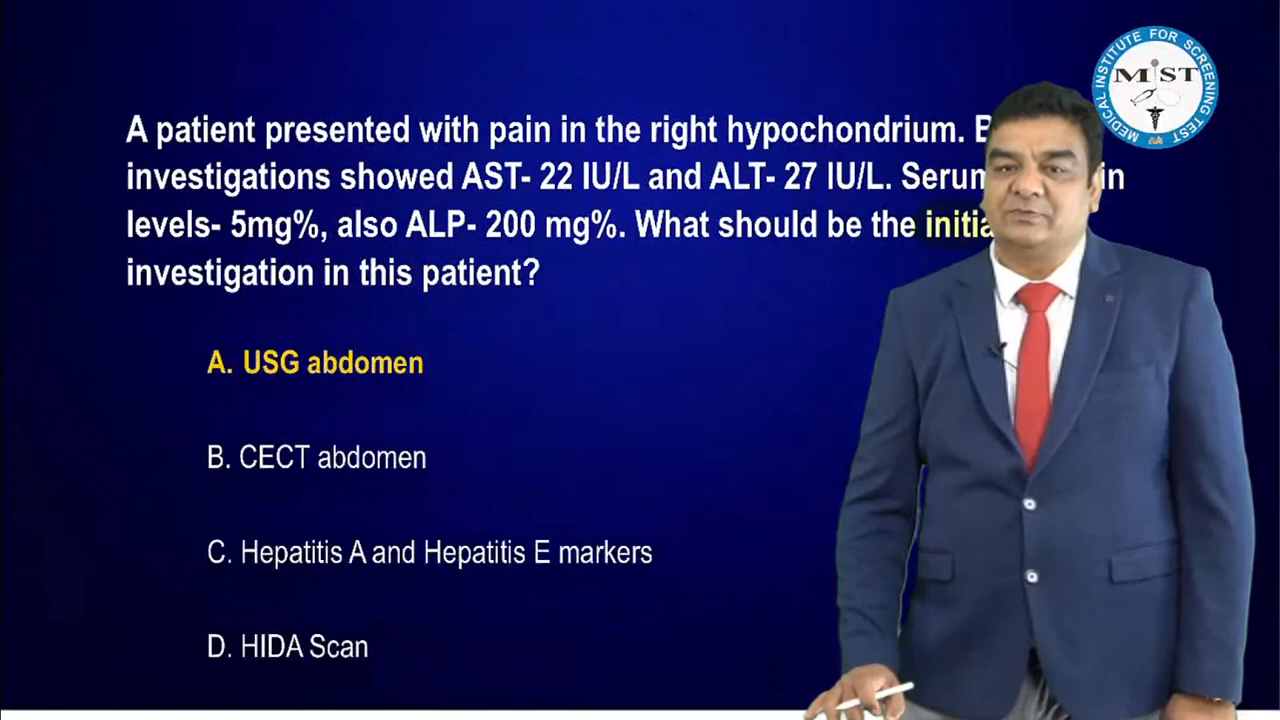 A patient presented with pain in the right hypochondrium.
investigations showed AST- 22 IU/L and ALT- 27 IU/L.
levels- 5mg%, also ALP- 200 mg%. What should be the
investigation in this patient?
A. USG abdomen
B. CECT abdomen
C. Hepatitis A and Hepatitis E markers
D. HIDA Scan
MEDICAL INSTITUTE FOR SCREENING TEST
MIST